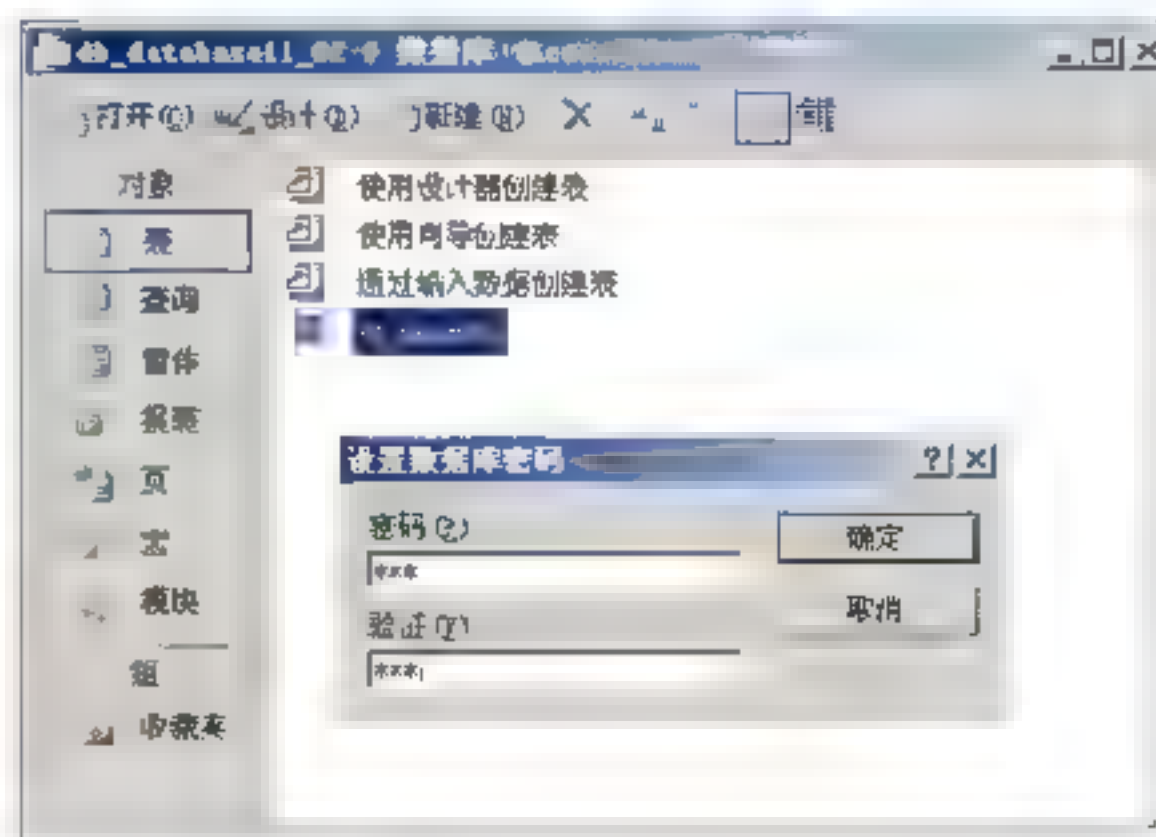 打开(O) 设计(D) 新建(N)
对象
表
查询
窗体
报表
页
宏
模块
组
收藏夹
使用设计器创建表
使用向导创建表
通过输入数据创建表
设置数据库密码
密码(P)
***
验证(V)
***
确定
取消